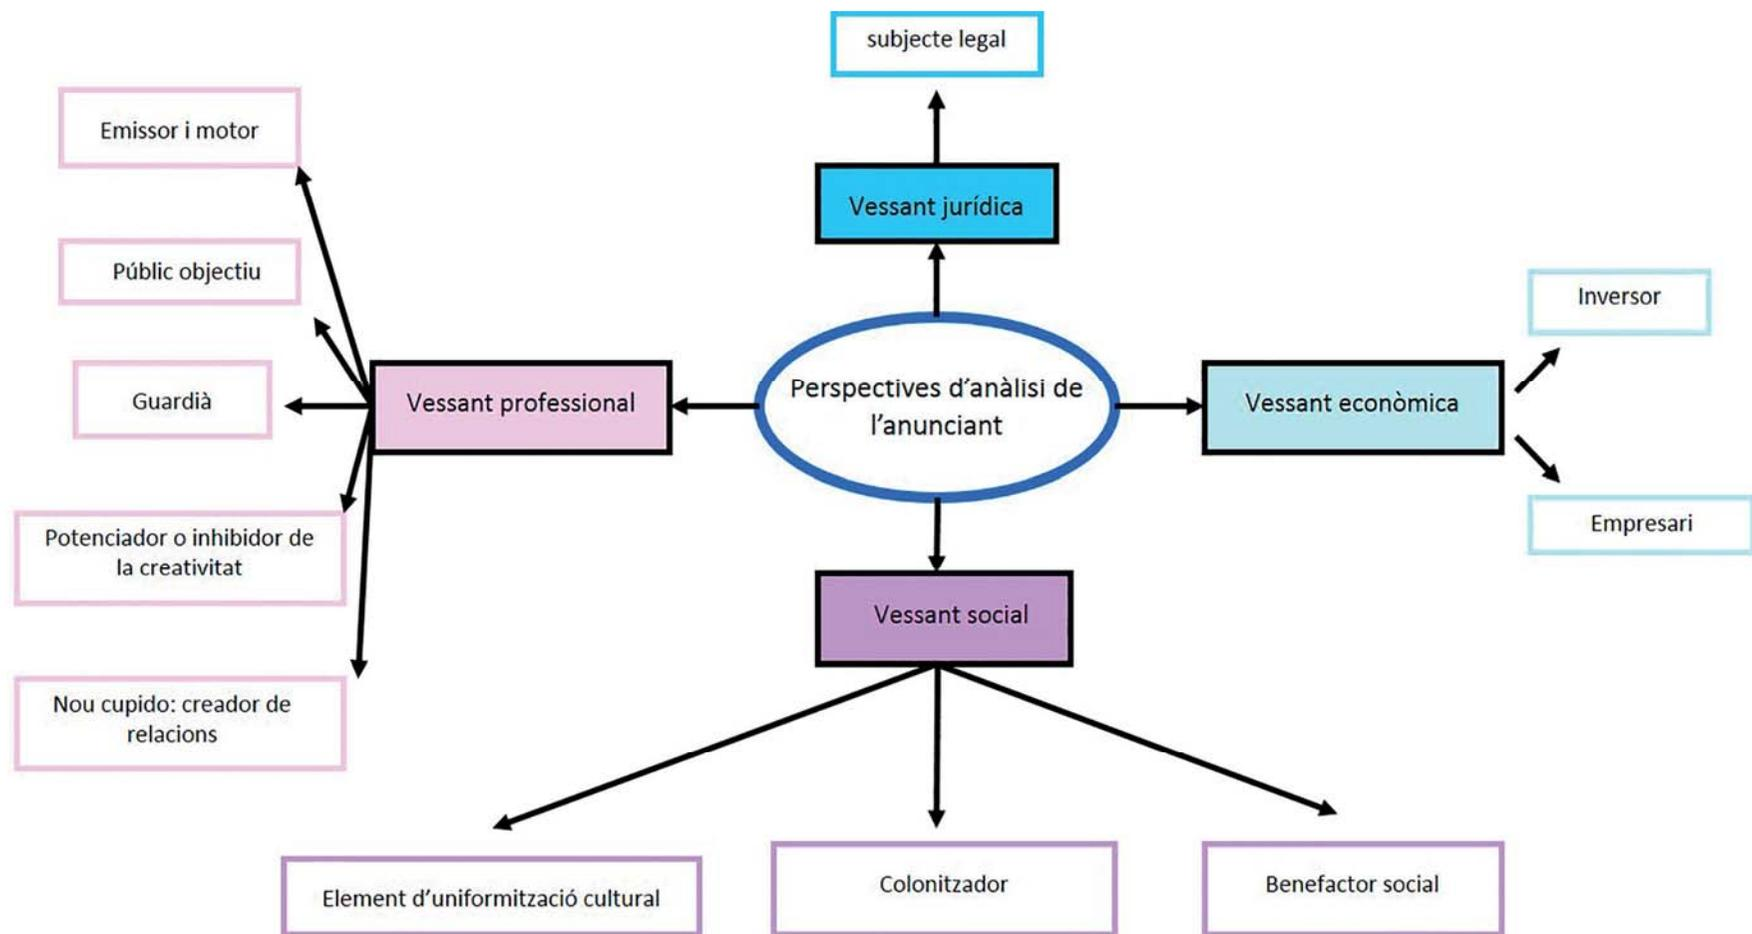 subjecte legal
Emissor i motor
Vessant jurídica
Públic objectiu
Inversor
Guardià
Vessant professional
Perspectives d'anàlisi de
l'anunciant
Vessant econòmica
Potenciador o inhibidor de
la creativitat
Empresari
Vessant social
Nou cupido: creador de
relacions
Element d'uniformització cultural
Colonitzador
Benefactor social